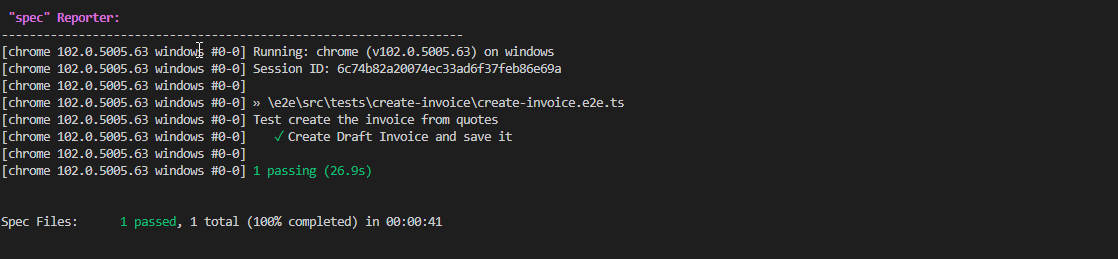 "spec" Reporter:
------------------------------------------------------------------
[chrome 102.0.5005.63 windows #0-0] Running: chrome (v102.0.5005.63) on windows
[chrome 102.0.5005.63 windows #0-0] Session ID: 6c74b82a20074ec33ad6f37feb86e69a
[chrome 102.0.5005.63 windows #0-0]
[chrome 102.0.5005.63 windows #0-0] » \e2e\src\tests\create-invoice\create-invoice.e2e.ts
[chrome 102.0.5005.63 windows #0-0] Test create the invoice from quotes
[chrome 102.0.5005.63 windows #0-0]    ✓ Create Draft Invoice and save it
[chrome 102.0.5005.63 windows #0-0]
[chrome 102.0.5005.63 windows #0-0] 1 passing (26.9s)
Spec Files:      1 passed, 1 total (100% completed) in 00:00:41